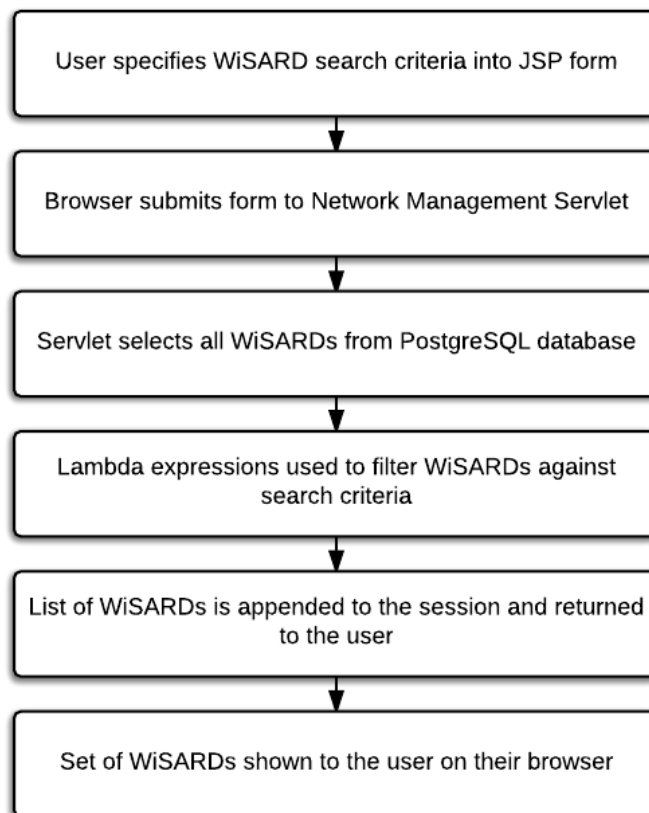 User specifies WiSARD search criteria into JSP form
Browser submits form to Network Management Servlet
Servlet selects all WiSARDs from PostgreSQL database
Lambda expressions used to filter WiSARDs against
search criteria
List of WiSARDs is appended to the session and returned
to the user
Set of WiSARDs shown to the user on their browser